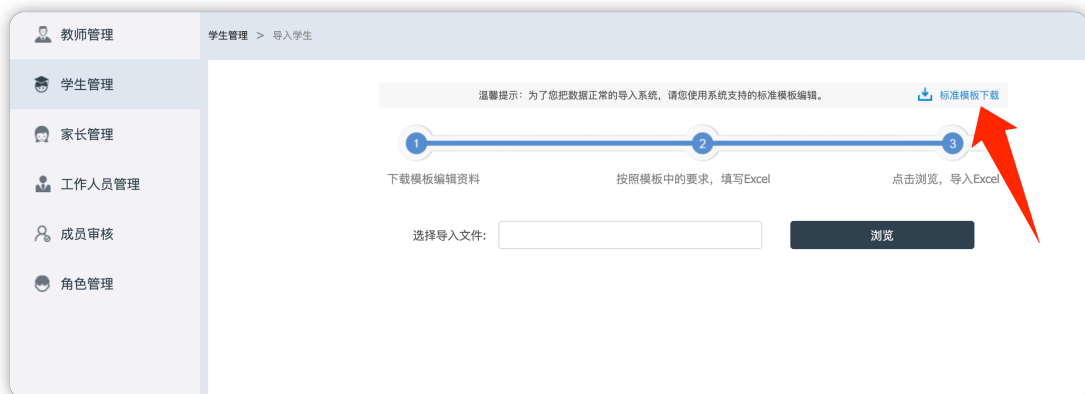 教师管理
学生管理
家长管理
工作人员管理
成员审核
角色管理
学生管理 > 导入学生
温馨提示：为了您把数据正常的导入系统，请您使用系统支持的标准模板编辑。
标准模板下载
1
2
3
下载模板编辑资料
按照模板中的要求，填写Excel
点击浏览，导入Excel
选择导入文件:
浏览